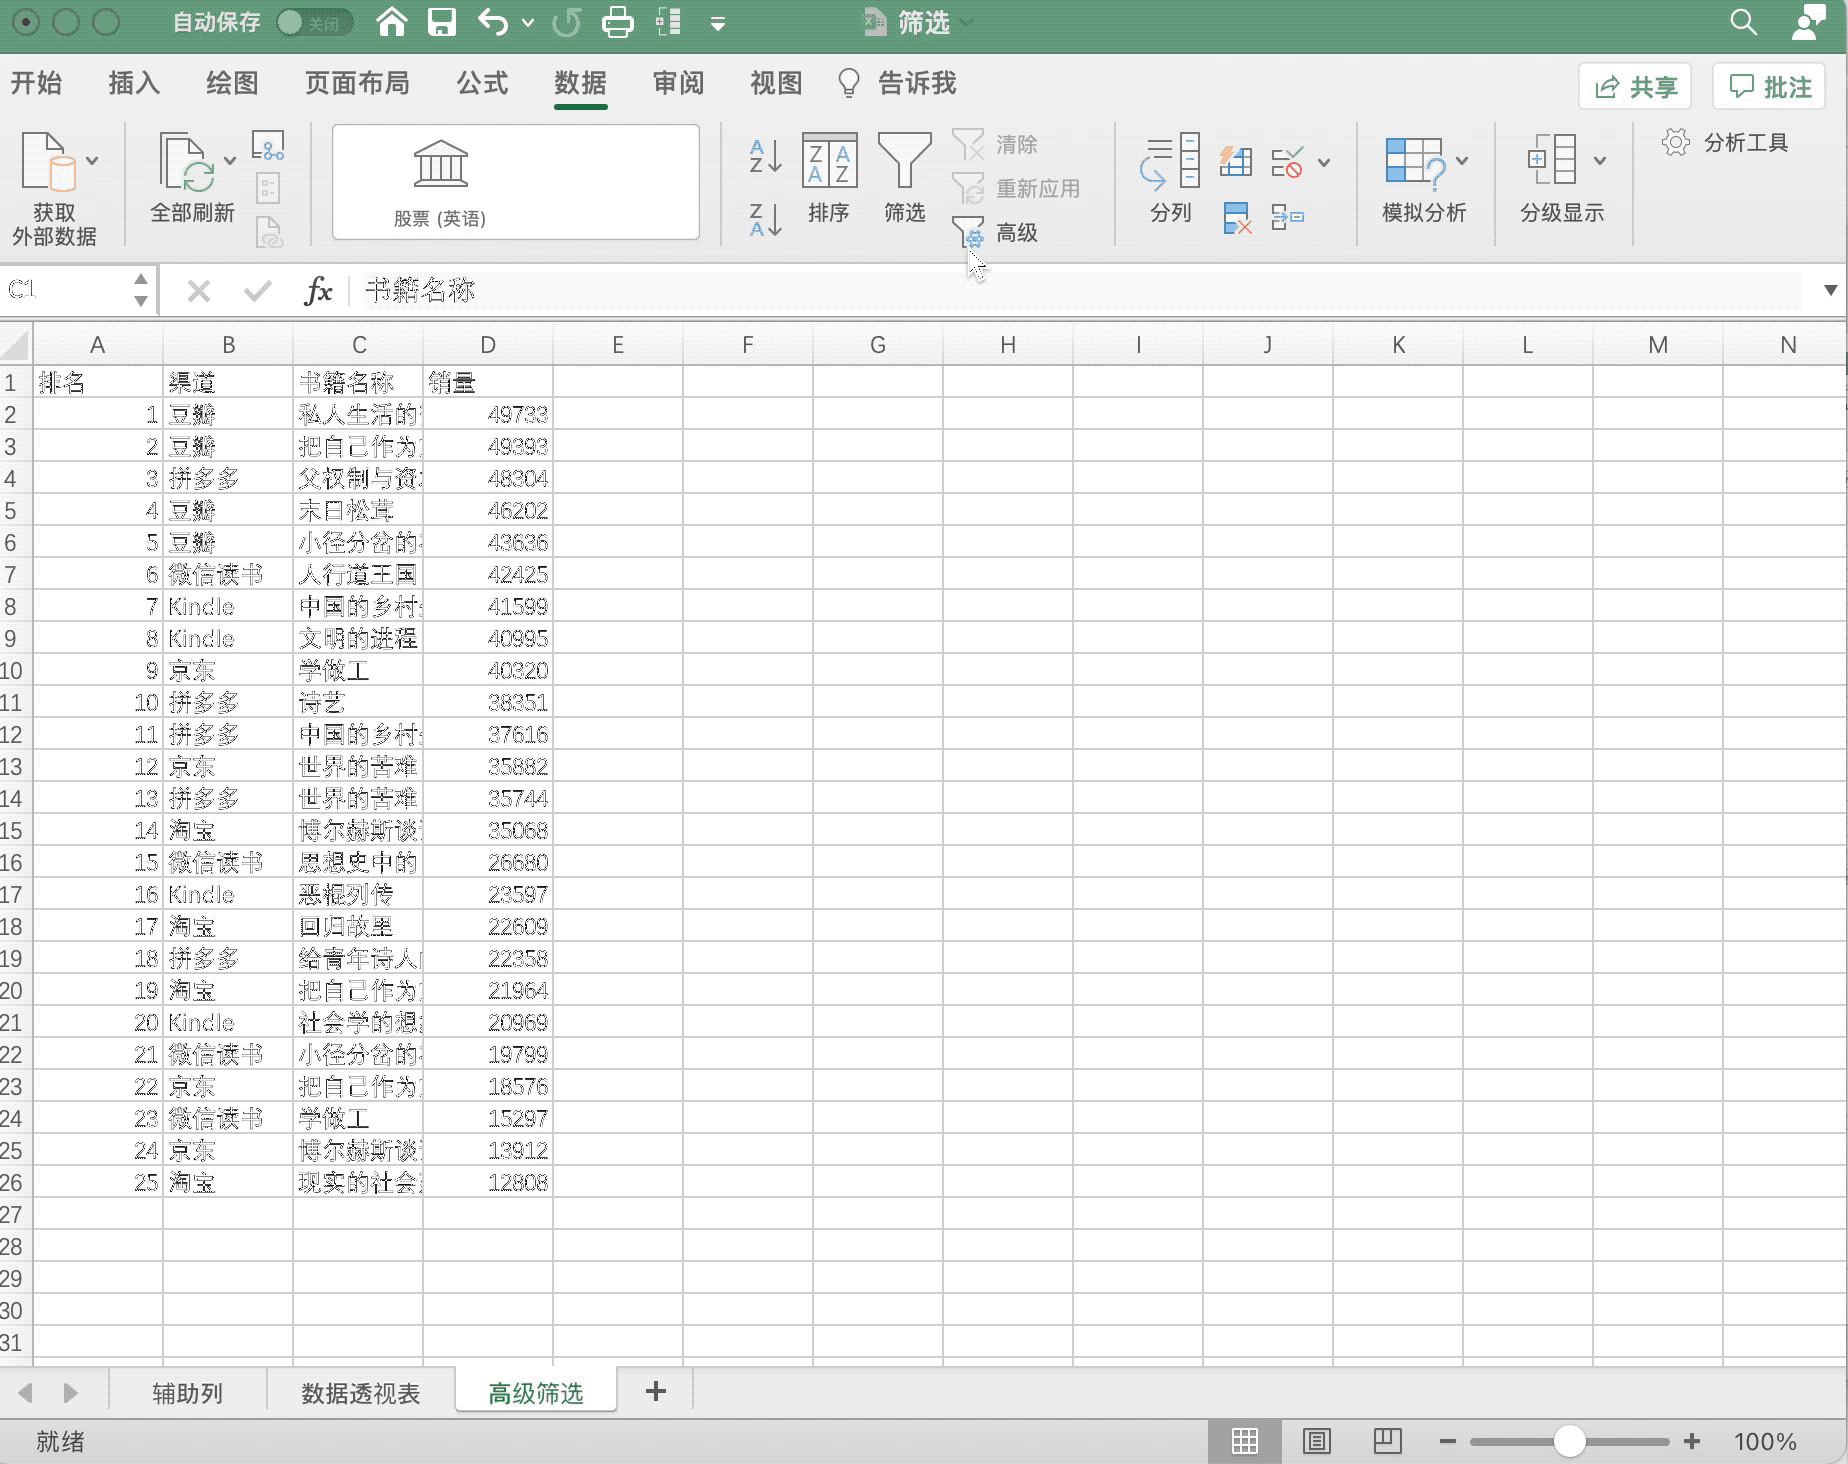 自动保存 关闭 筛选
开始 插入 绘图 页面布局 公式 数据 审阅 视图 告诉我 共享 批注
获取
外部数据
全部刷新
股票 (英语)
排序
筛选
清除
重新应用
高级
分列
模拟分析
分级显示
分析工具
C1 fx 书籍名称
A B C D E F G H I J K L M N
1 排名 渠道 书籍名称 销量
2 1 豆瓣 私人生活的 49733
3 2 豆瓣 把自己作为 49393
4 3 拼多多 父权制与资 48304
5 4 豆瓣 末日松茸 46202
6 5 豆瓣 小径分岔的 43636
7 6 微信读书 人行道王国 42425
8 7 Kindle 中国的乡村 41599
9 8 Kindle 文明的进程 40995
10 9 京东 学做工 40320
11 10 拼多多 诗艺 38351
12 11 拼多多 中国的乡村 37616
13 12 京东 世界的苦难 35882
14 13 拼多多 世界的苦难 35744
15 14 淘宝 博尔赫斯谈 35068
16 15 微信读书 思想史中的 26680
17 16 Kindle 恶棍列传 23597
18 17 淘宝 回归故里 22609
19 18 拼多多 给青年诗人 22358
20 19 淘宝 把自己作为 21964
21 20 Kindle 社会学的想 20969
22 21 微信读书 小径分岔的 19799
23 22 京东 把自己作为 18576
24 23 微信读书 学做工 15297
25 24 京东 博尔赫斯谈 13912
26 25 淘宝 现实的社会 12808
27
28
29
30
31
辅助列 数据透视表 高级筛选 +
就绪 100%